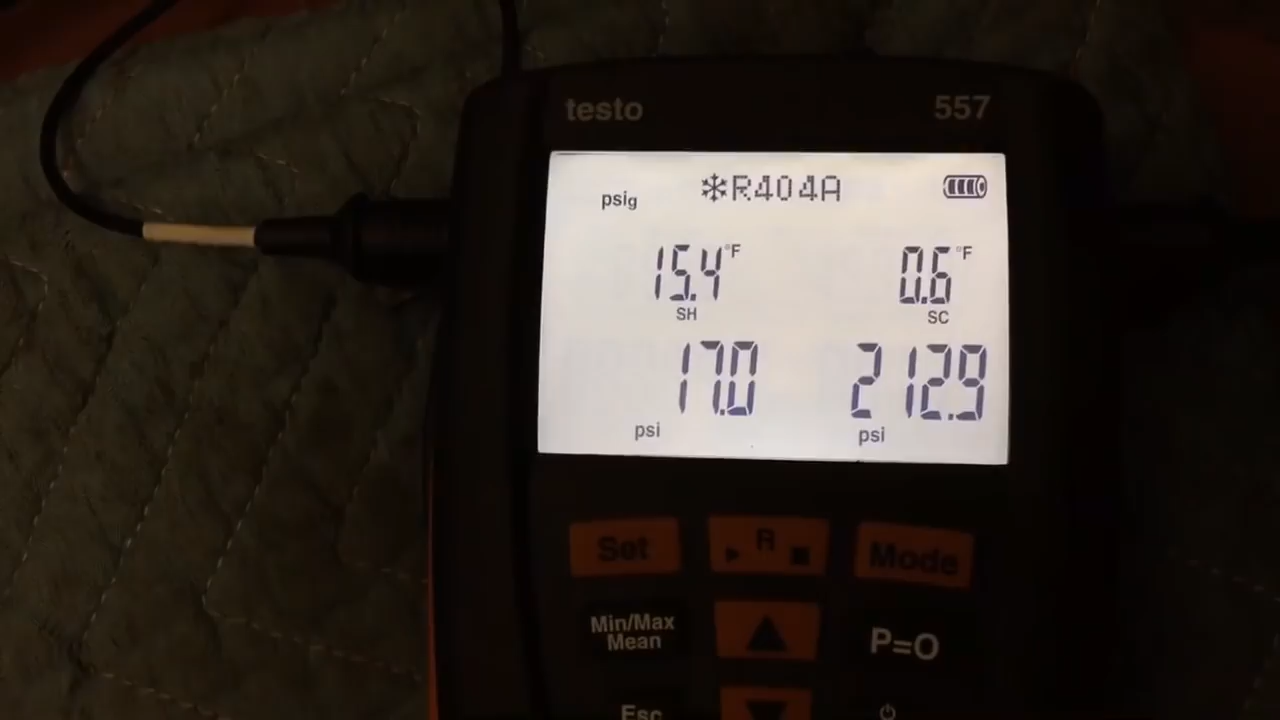 testo 557
psig ❄R404A
15.4°F 0.6°F
SH SC
17.0 212.9
psi psi
Set R Mode
Min/Max
Mean
P=O
Esc